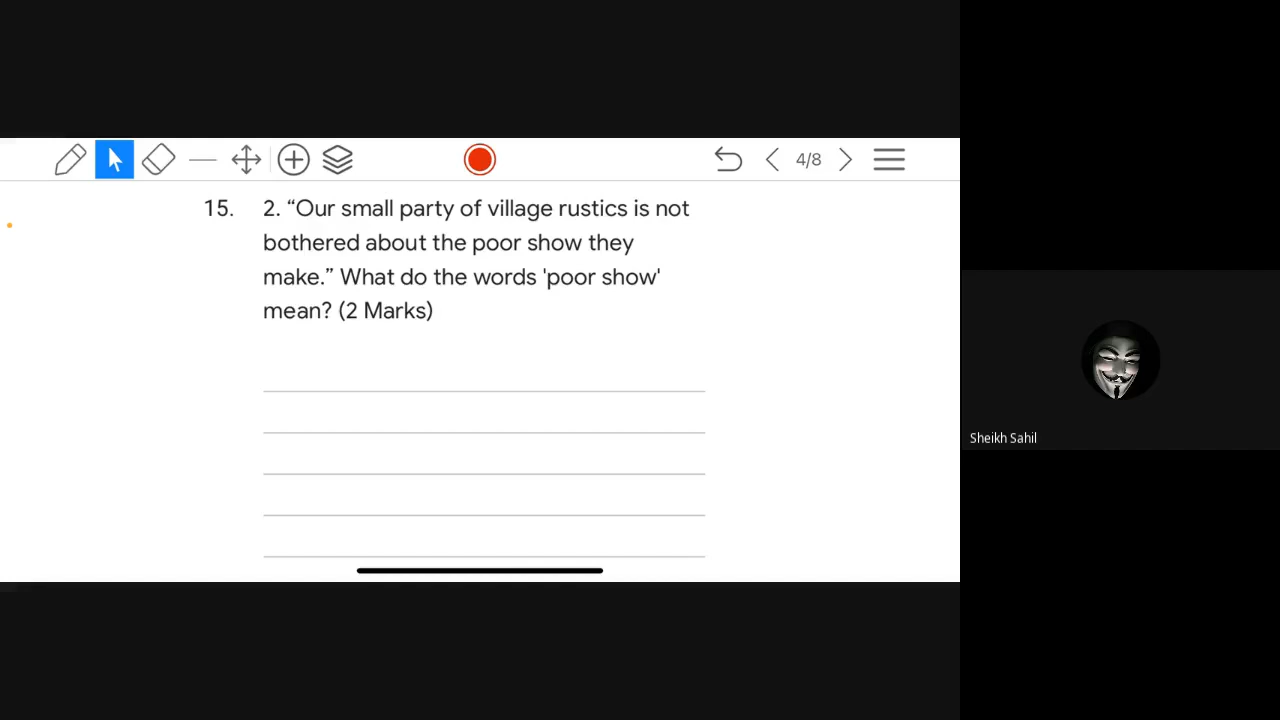 4/8
15. 2. “Our small party of village rustics is not
bothered about the poor show they
make.” What do the words 'poor show'
mean? (2 Marks)
Sheikh Sahil